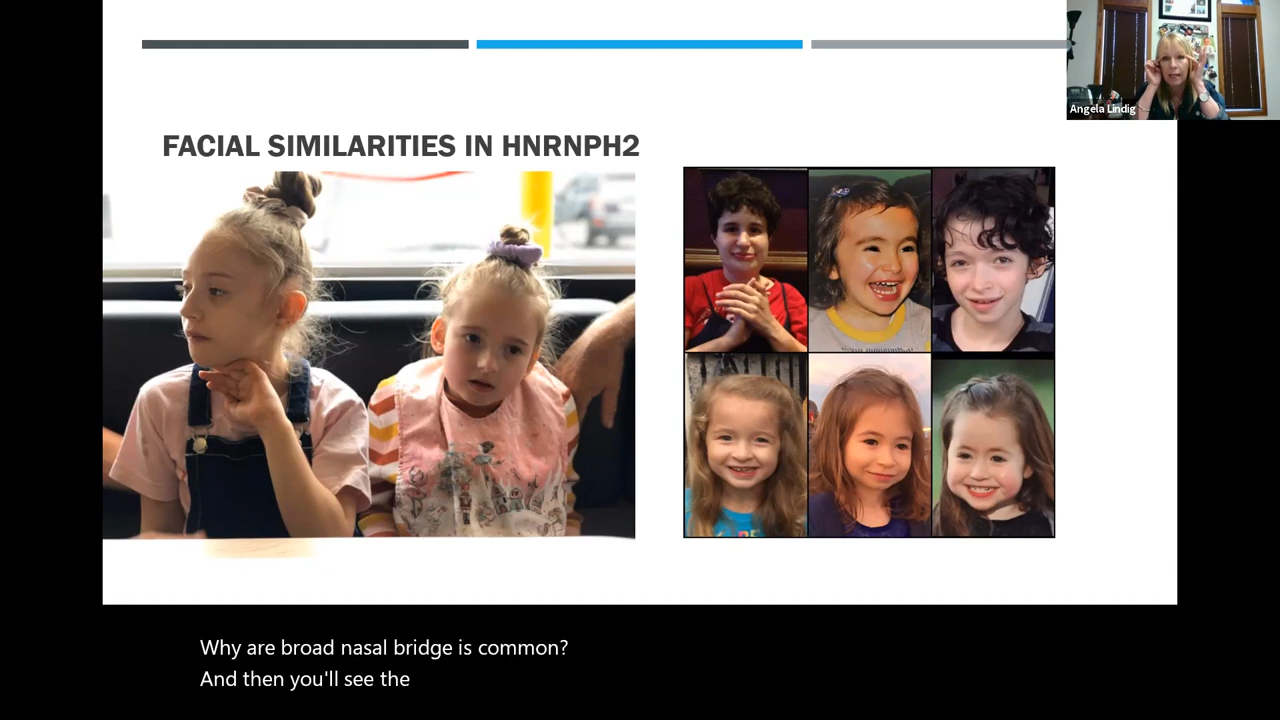 Angela Lindig
FACIAL SIMILARITIES IN HNRNPH2
Why are broad nasal bridge is common?
And then you'll see the